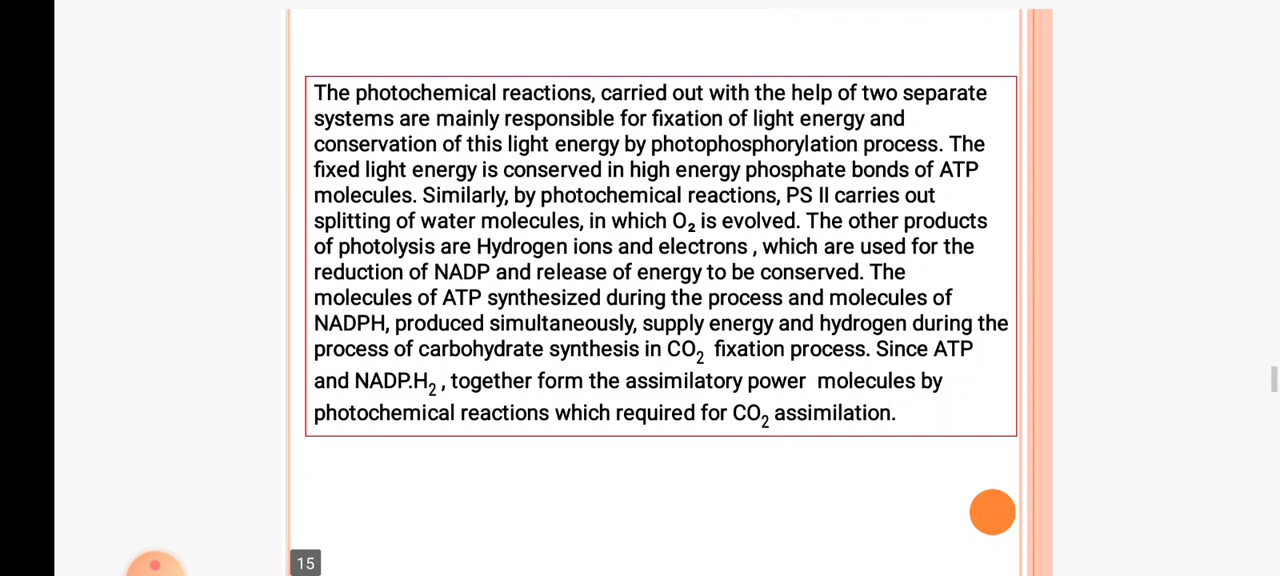 The photochemical reactions, carried out with the help of two separate
systems are mainly responsible for fixation of light energy and
conservation of this light energy by photophosphorylation process. The
fixed light energy is conserved in high energy phosphate bonds of ATP
molecules. Similarly, by photochemical reactions, PS II carries out
splitting of water molecules, in which O₂ is evolved. The other products
of photolysis are Hydrogen ions and electrons , which are used for the
reduction of NADP and release of energy to be conserved. The
molecules of ATP synthesized during the process and molecules of
NADPH, produced simultaneously, supply energy and hydrogen during the
process of carbohydrate synthesis in CO₂ fixation process. Since ATP
and NADP.H₂ , together form the assimilatory power molecules by
photochemical reactions which required for CO₂ assimilation.
15